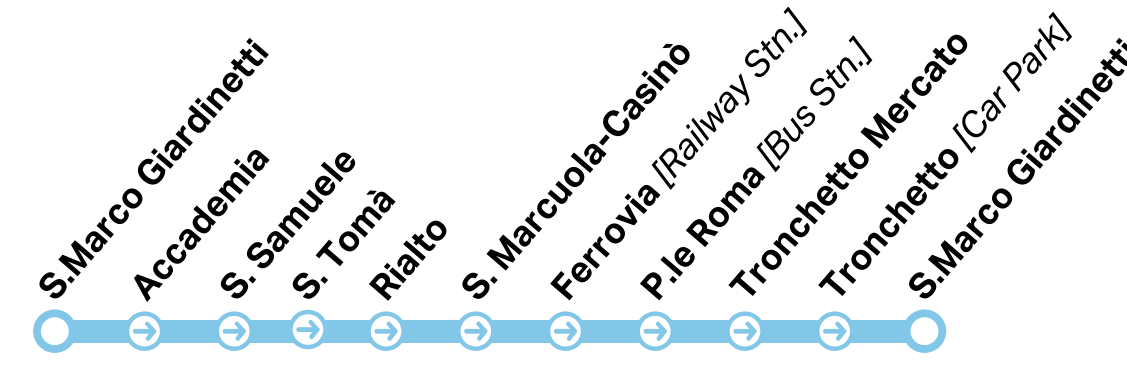 S.Marco Giardinetti
Accademia
S. Samuele
S. Tomà
Rialto
S. Marcuola-Casinò
Ferrovia [Railway Stn.]
P.le Roma [Bus Stn.]
Tronchetto Mercato
Tronchetto [Car Park]
S.Marco Giardinetti